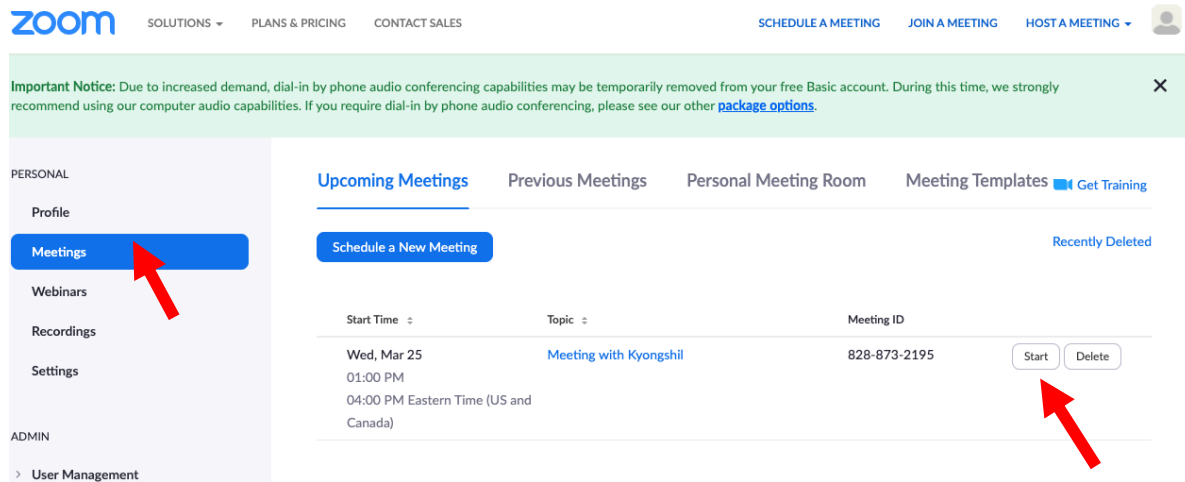 zoom SOLUTIONS PLANS & PRICING CONTACT SALES SCHEDULE A MEETING JOIN A MEETING HOST A MEETING
Important Notice: Due to increased demand, dial-in by phone audio conferencing capabilities may be temporarily removed from your free Basic account. During this time, we strongly
recommend using our computer audio capabilities. If you require dial-in by phone audio conferencing, please see our other package options.
PERSONAL
Profile
Meetings
Webinars
Recordings
Settings
ADMIN
User Management
Upcoming Meetings Previous Meetings Personal Meeting Room Meeting Templates Get Training
Schedule a New Meeting Recently Deleted
Start Time Topic Meeting ID
Wed, Mar 25 Meeting with Kyongshil 828-873-2195 Start Delete
01:00 PM
04:00 PM Eastern Time (US and
Canada)